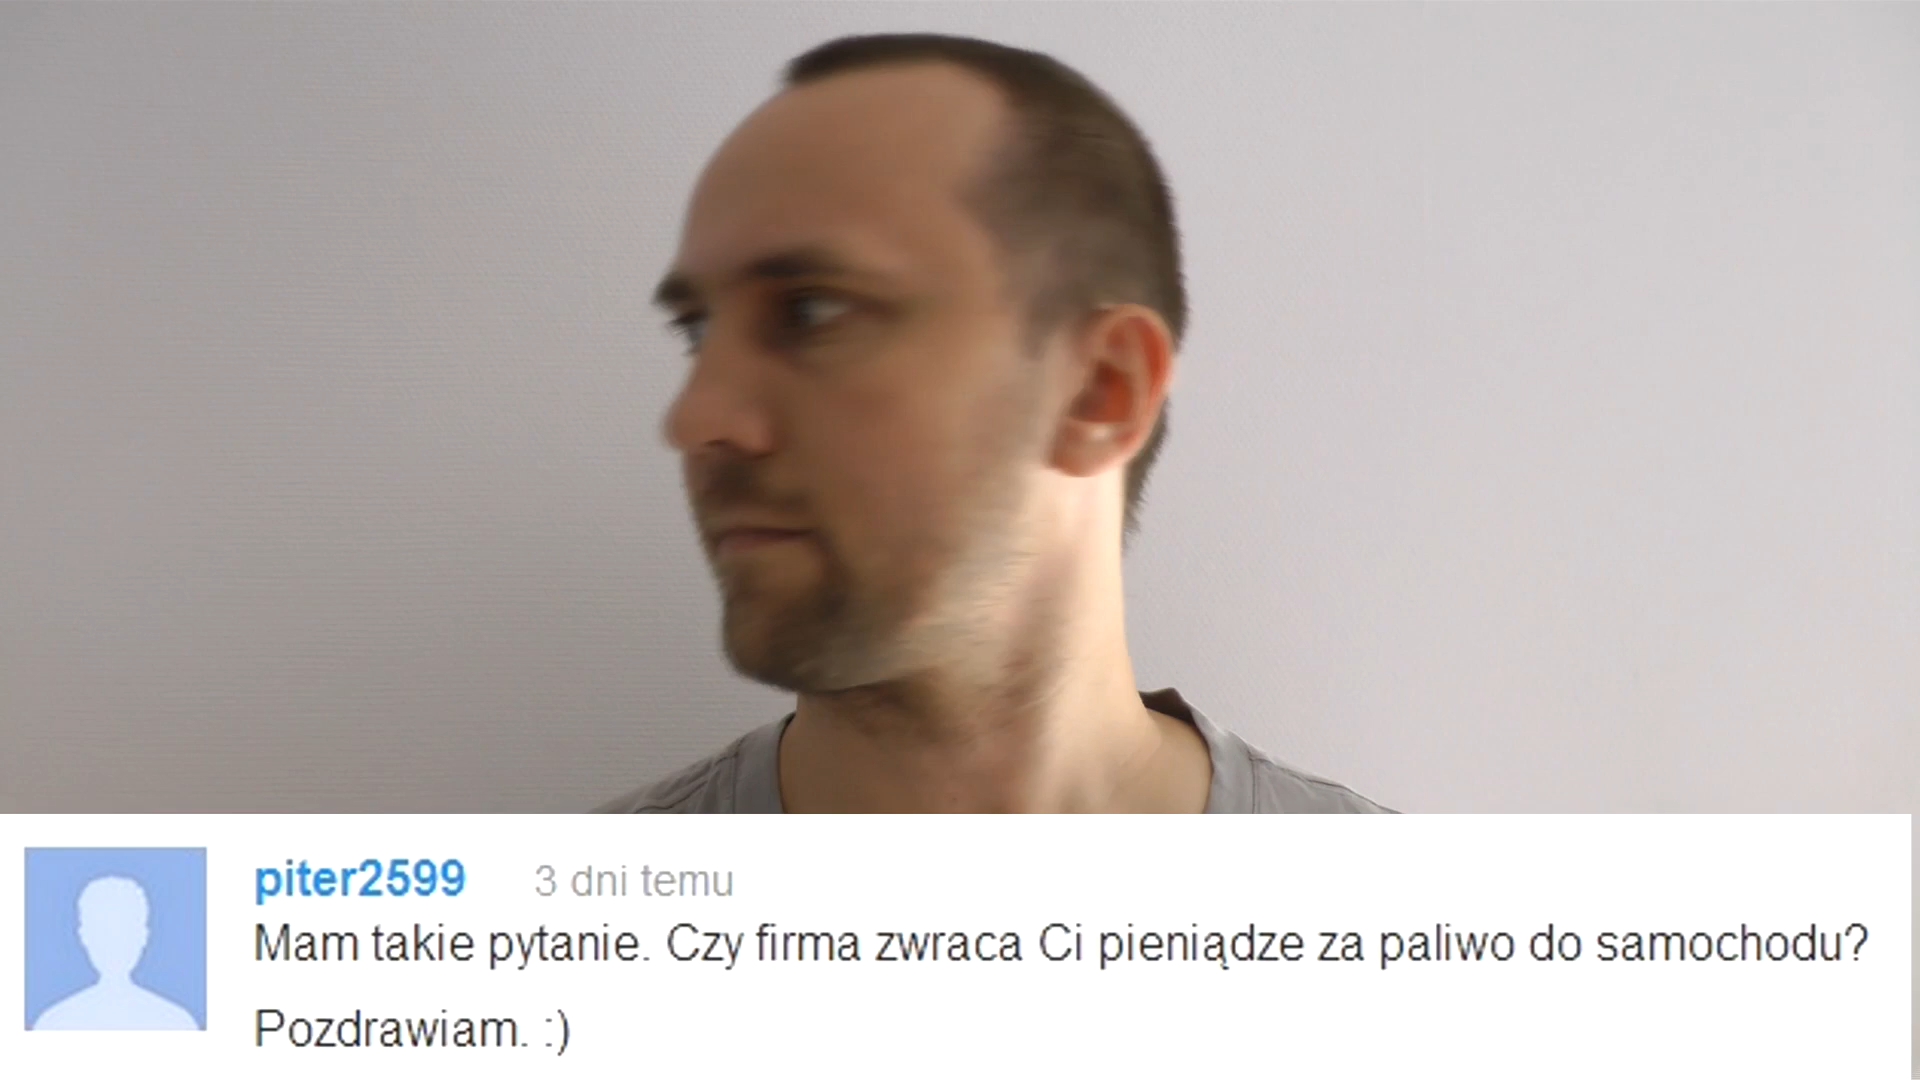 piter2599 3 dni temu
Mam takie pytanie. Czy firma zwraca Ci pieniądze za paliwo do samochodu?
Pozdrawiam. :)